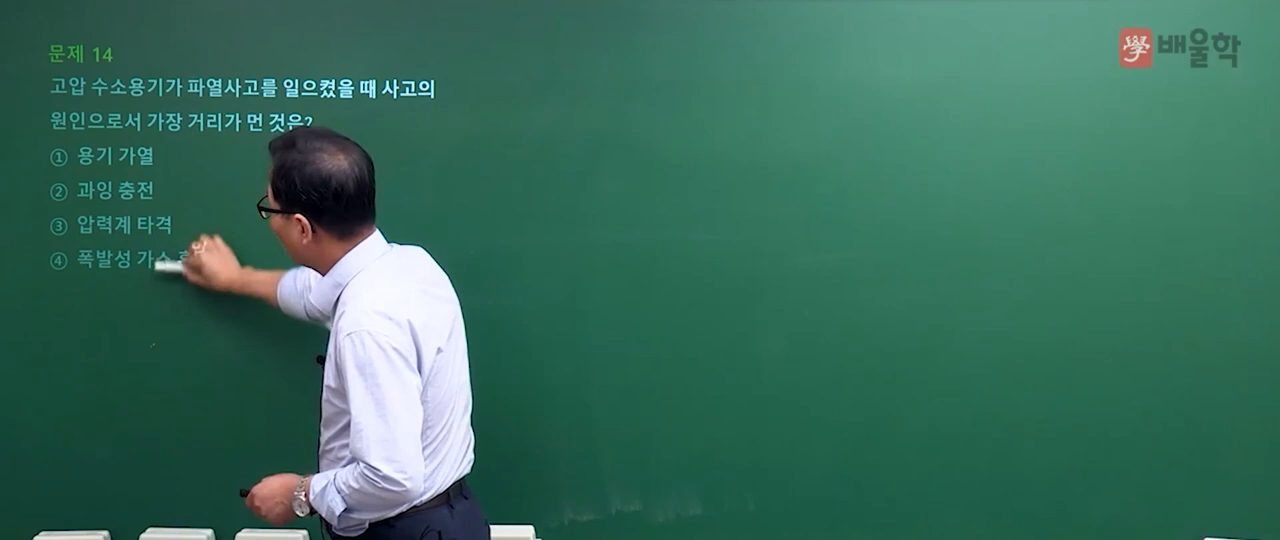 문제 14
고압 수소용기가 파열사고를 일으켰을 때 사고의
원인으로서 가장 거리가 먼 것은?
① 용기 가열
② 과잉 충전
③ 압력계 타격
④ 폭발성 가스
學 배울학